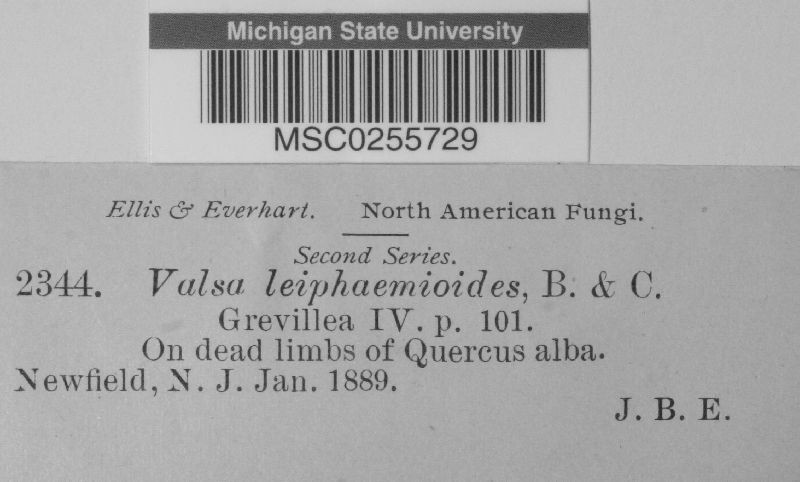 Michigan State University
MSC0255729
Ellis & Everhart. North American Fungi.
Second Series.
2344. Valsa leiphaemioides, B. & C.
Grevillea IV. p. 101.
On dead limbs of Quercus alba.
Newfield, N. J. Jan. 1889.
J. B. E.